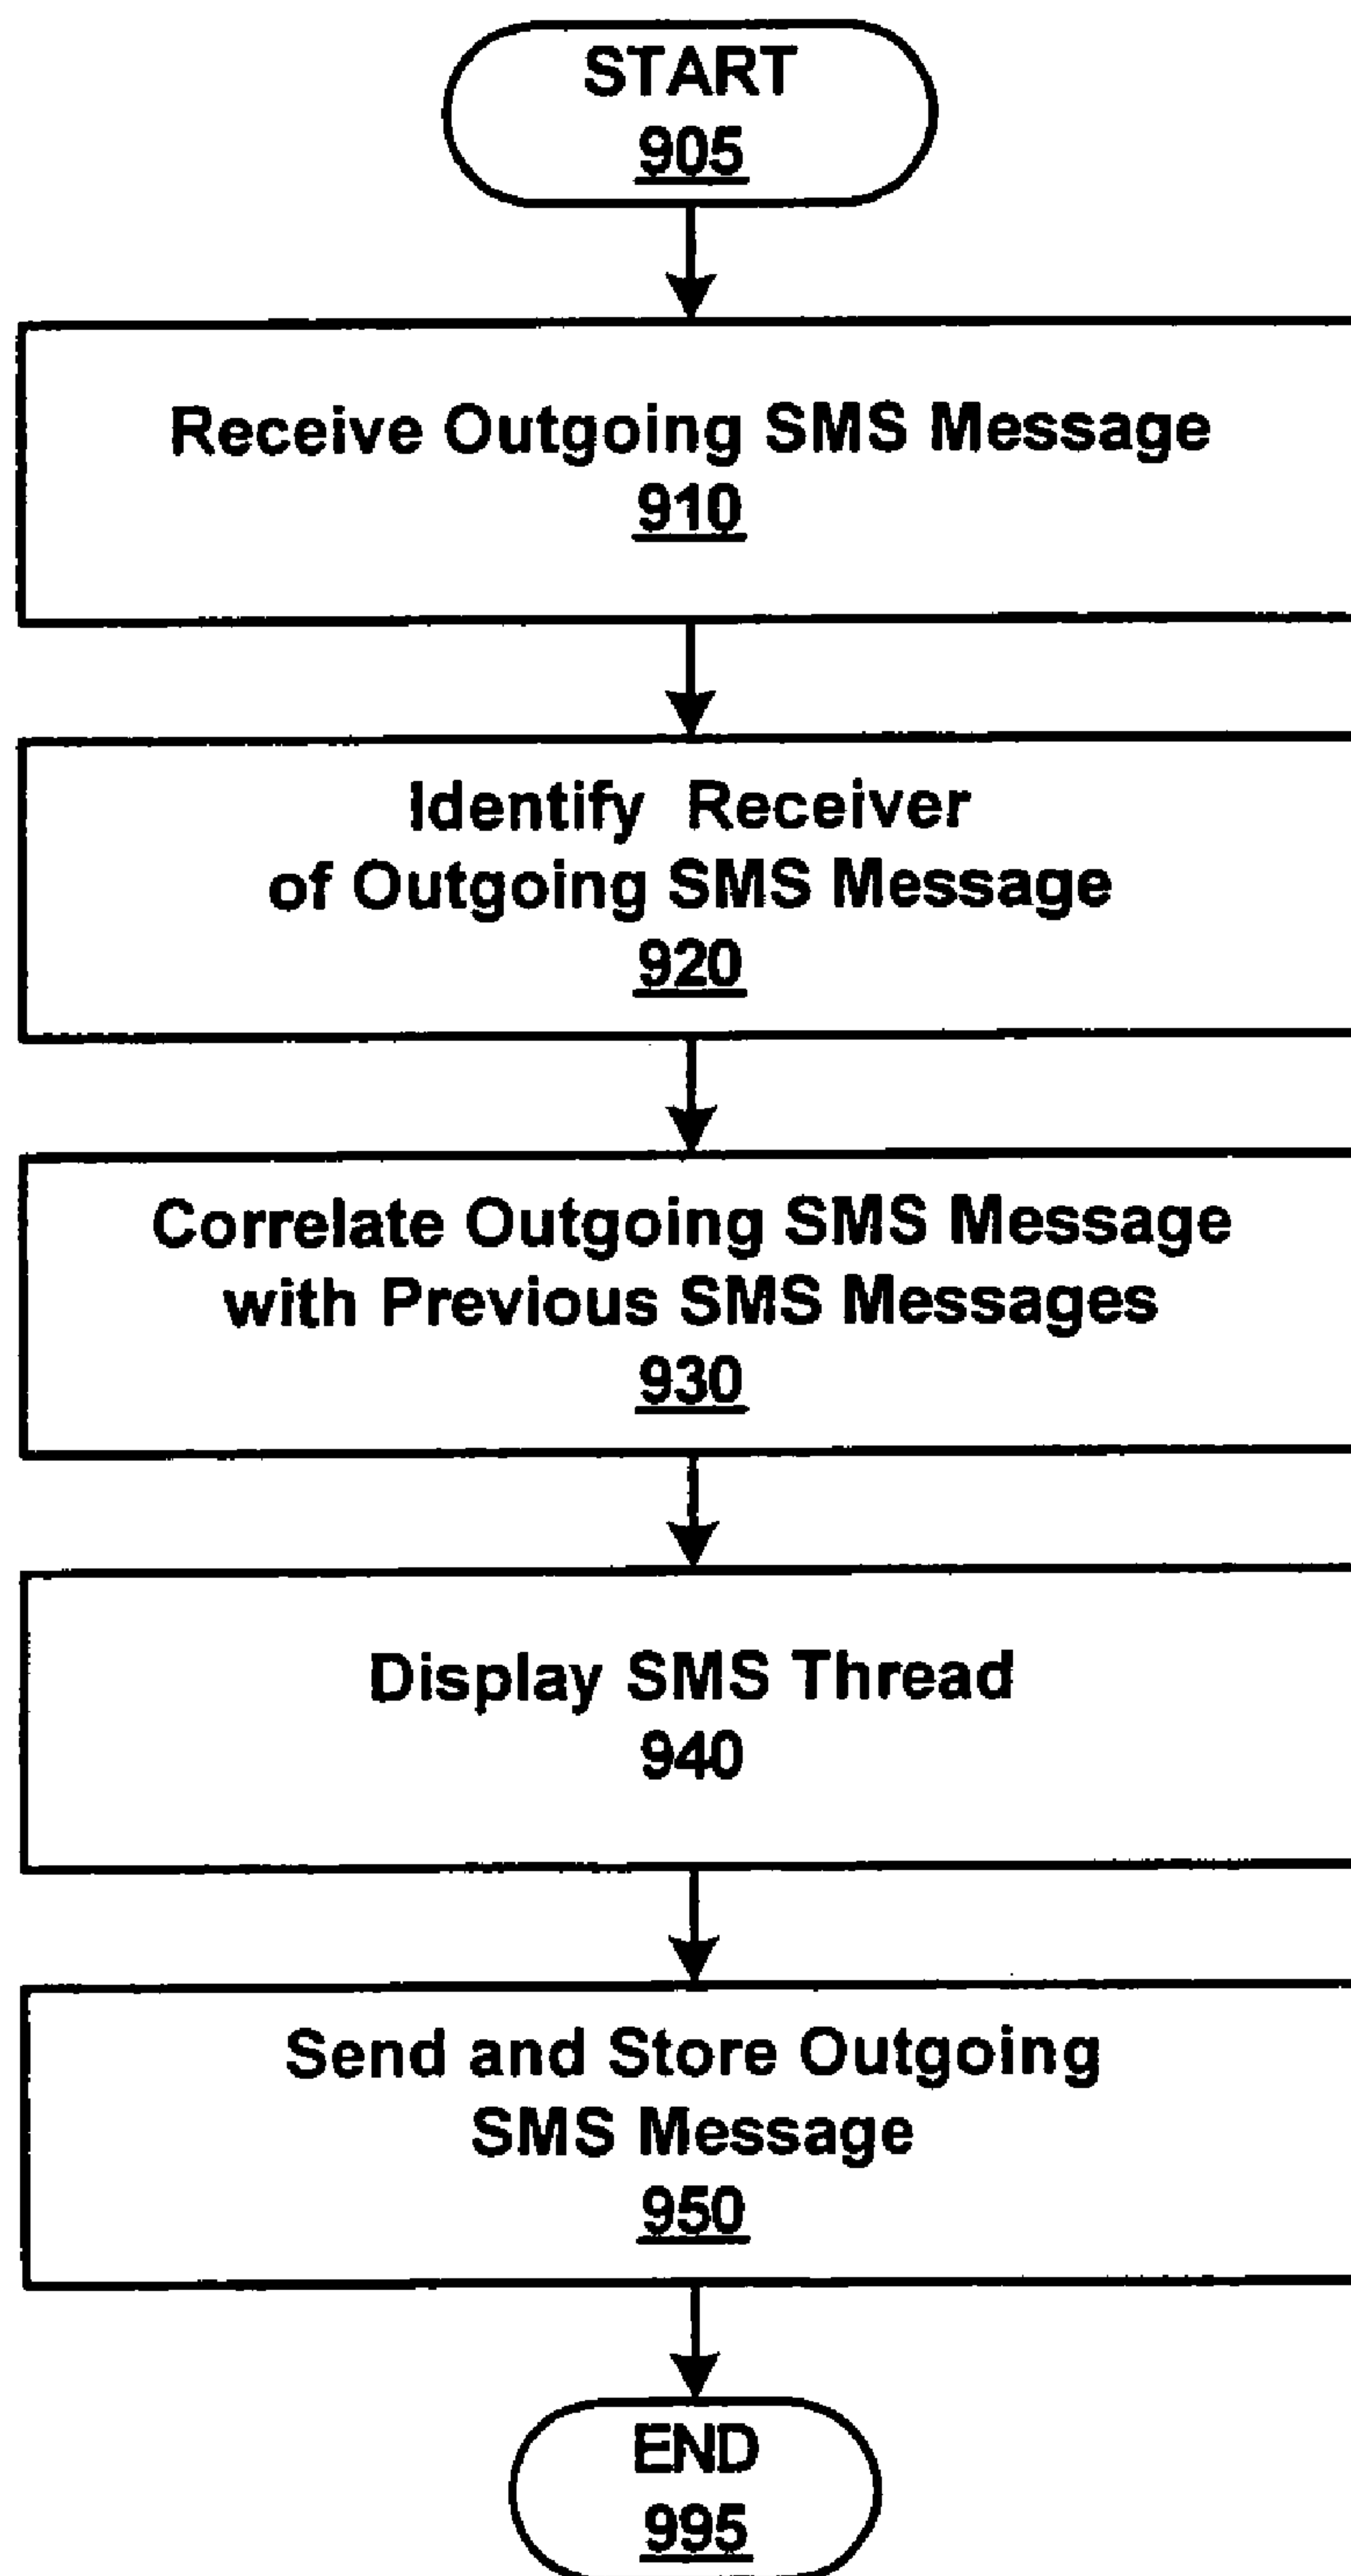 START
905
Receive Outgoing SMS Message
910
Identify Receiver
of Outgoing SMS Message
920
Correlate Outgoing SMS Message
with Previous SMS Messages
930
Display SMS Thread
940
Send and Store Outgoing
SMS Message
950
END
995